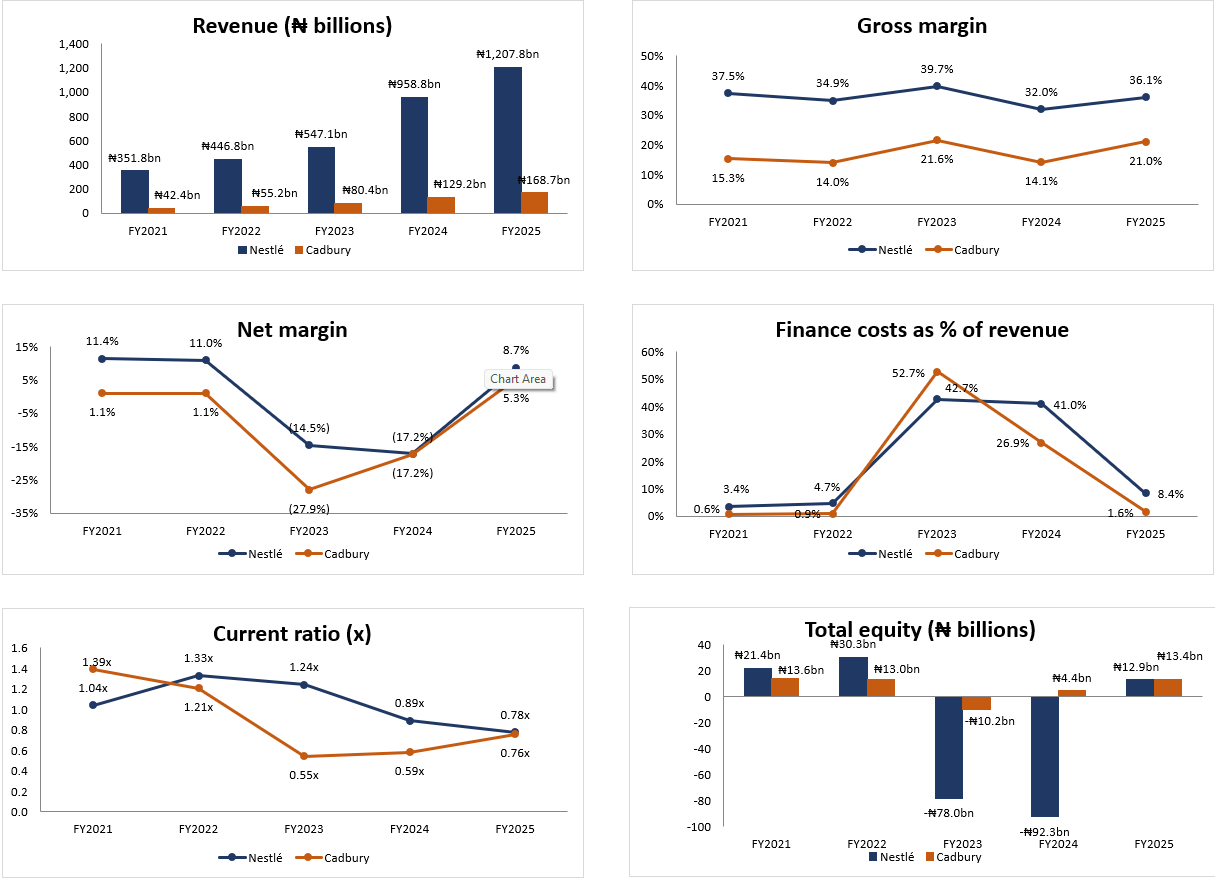 Revenue (₦ billions)
1,400
1,200
1,000
800
600
400
200
0
₦351.8bn
₦42.4bn
₦446.8bn
₦55.2bn
₦547.1bn
₦80.4bn
₦958.8bn
₦129.2bn
₦1,207.8bn
₦168.7bn
FY2021 FY2022 FY2023 FY2024 FY2025
Nestlé Cadbury
Gross margin
50%
40%
30%
20%
10%
0%
37.5% 34.9% 39.7% 32.0% 36.1%
15.3% 14.0% 21.6% 14.1% 21.0%
FY2021 FY2022 FY2023 FY2024 FY2025
Nestlé Cadbury
Net margin
15%
5%
-5%
-15%
-25%
-35%
11.4% 11.0% (14.5%) (17.2%) 8.7%
Chart Area
1.1% 1.1% (27.9%) (17.2%) 5.3%
FY2021 FY2022 FY2023 FY2024 FY2025
Nestlé Cadbury
Finance costs as % of revenue
60%
50%
40%
30%
20%
10%
0%
3.4% 4.7% 42.7% 41.0% 8.4%
0.6% 0.9% 52.7% 26.9% 1.6%
FY2021 FY2022 FY2023 FY2024 FY2025
Nestlé Cadbury
Current ratio (x)
1.6
1.4
1.2
1.0
0.8
0.6
0.4
0.2
0.0
1.04x 1.33x 1.24x 0.89x 0.78x
1.39x 1.21x 0.55x 0.59x 0.76x
FY2021 FY2022 FY2023 FY2024 FY2025
Nestlé Cadbury
Total equity (₦ billions)
40
20
0
-20
-40
-60
-80
-100
₦21.4bn ₦13.6bn
₦30.3bn ₦13.0bn
-₦78.0bn -₦10.2bn
-₦92.3bn ₦4.4bn
₦12.9bn ₦13.4bn
FY2021 FY2022 FY2023 FY2024 FY2025
Nestlé Cadbury